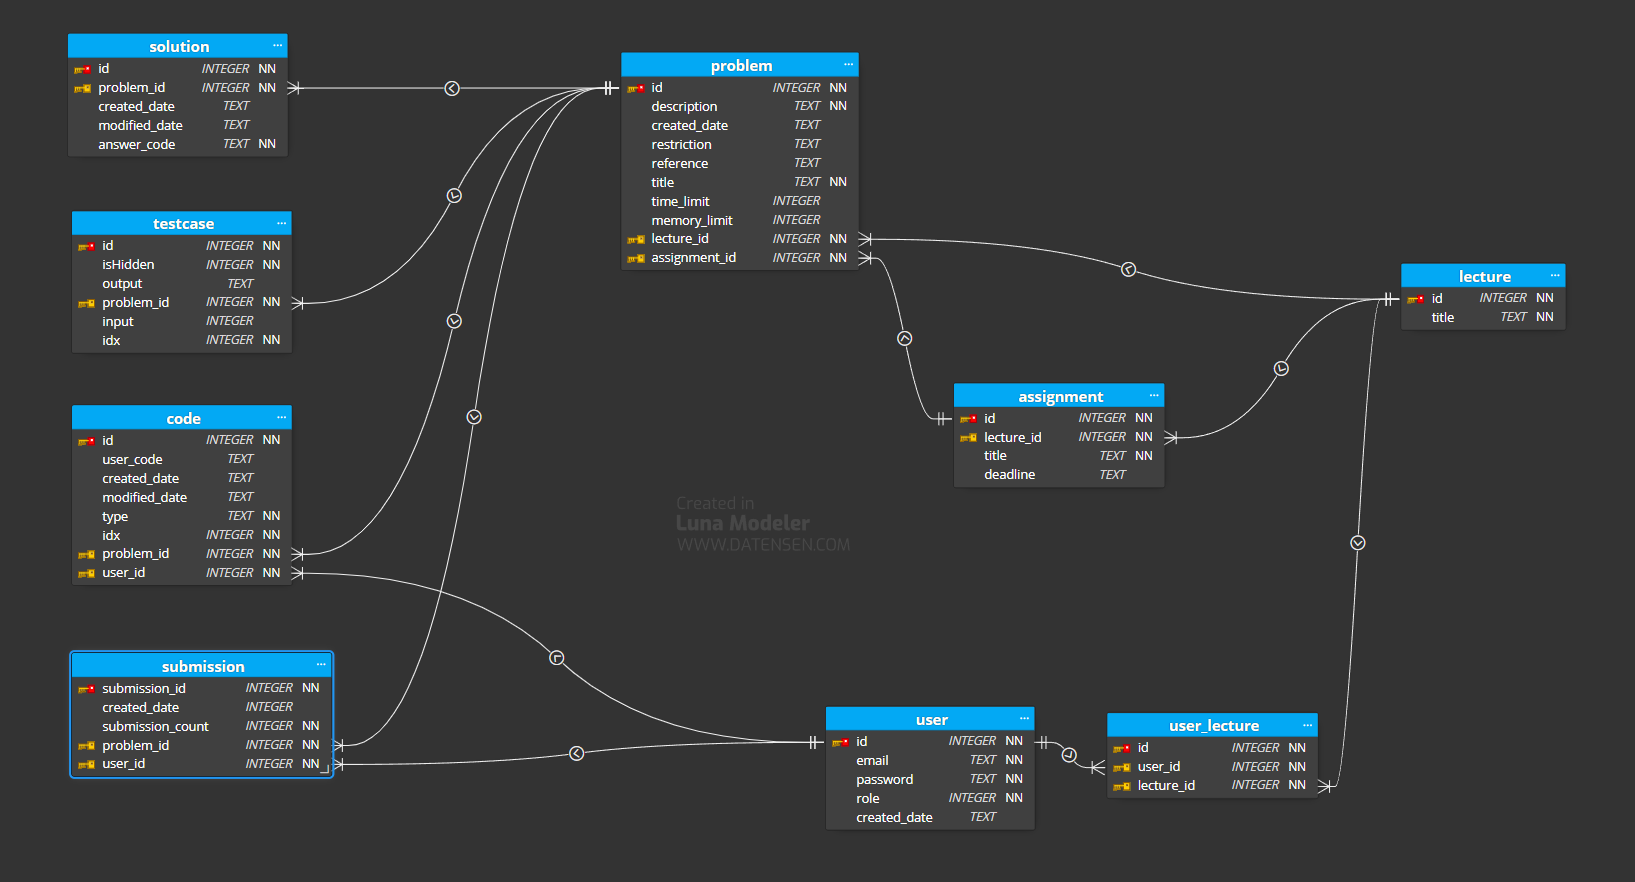 solution ...
id INTEGER NN
problem_id INTEGER NN
created_date TEXT
modified_date TEXT
answer_code TEXT NN
testcase ...
id INTEGER NN
isHidden INTEGER NN
output TEXT
problem_id INTEGER NN
input INTEGER
idx INTEGER NN
code ...
id INTEGER NN
user_code TEXT
created_date TEXT
modified_date TEXT
type TEXT NN
idx INTEGER NN
problem_id INTEGER NN
user_id INTEGER NN
submission ...
submission_id INTEGER NN
created_date INTEGER
submission_count INTEGER NN
problem_id INTEGER NN
user_id INTEGER NN
problem ...
id INTEGER NN
description TEXT NN
created_date TEXT
restriction TEXT
reference TEXT
title TEXT NN
time_limit INTEGER
memory_limit INTEGER
lecture_id INTEGER NN
assignment_id INTEGER NN
lecture ...
id INTEGER NN
title TEXT NN
assignment ...
id INTEGER NN
lecture_id INTEGER NN
title TEXT NN
deadline TEXT
Created in
Luna Modeler
WWW.DATENSEN.COM
user ...
id INTEGER NN
email TEXT NN
password TEXT NN
role INTEGER NN
created_date TEXT
user_lecture ...
id INTEGER NN
user_id INTEGER NN
lecture_id INTEGER NN